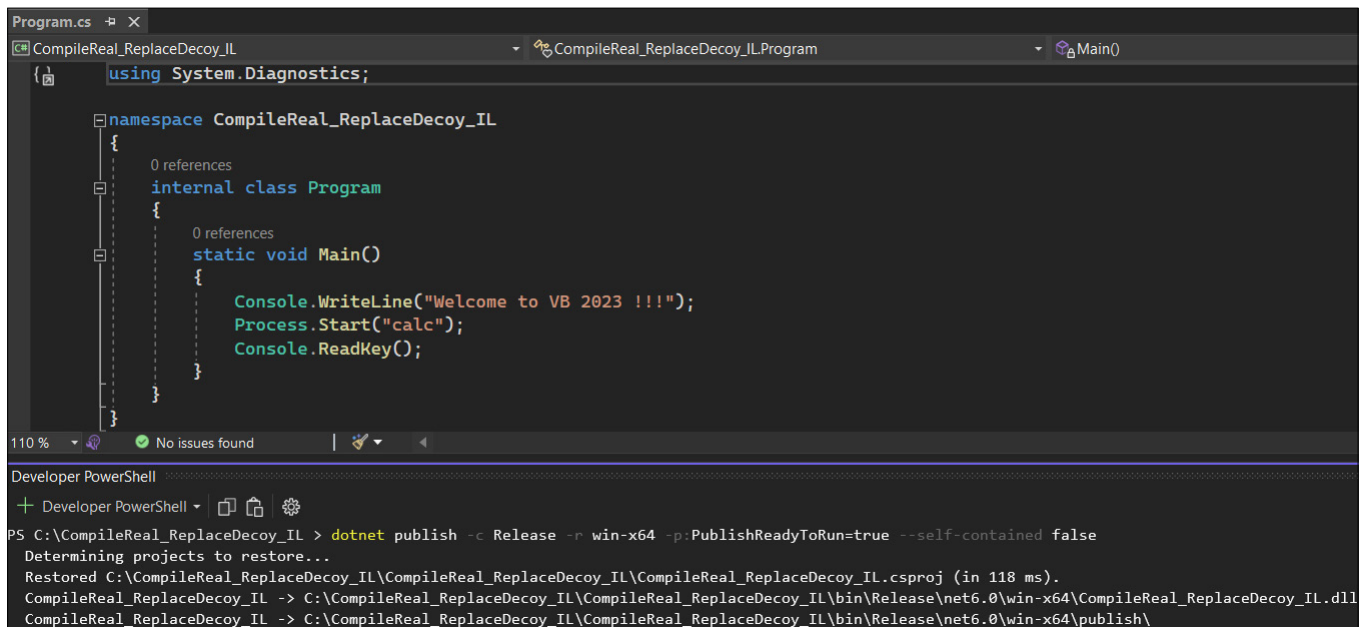 Program.cs
C# CompileReal_ReplaceDecoy_IL CompileReal_ReplaceDecoy_IL.Program Main()
using System.Diagnostics;
namespace CompileReal_ReplaceDecoy_IL
{
0 references
internal class Program
{
0 references
static void Main()
{
Console.WriteLine("Welcome to VB 2023 !!!");
Process.Start("calc");
Console.ReadKey();
}
}
}
110 % No issues found
Developer PowerShell
Developer PowerShell
PS C:\CompileReal_ReplaceDecoy_IL > dotnet publish -c Release -r win-x64 -p:PublishReadyToRun=true --self-contained false
Determining projects to restore...
Restored C:\CompileReal_ReplaceDecoy_IL\CompileReal_ReplaceDecoy_IL\CompileReal_ReplaceDecoy_IL.csproj (in 118 ms).
CompileReal_ReplaceDecoy_IL -> C:\CompileReal_ReplaceDecoy_IL\CompileReal_ReplaceDecoy_IL\bin\Release\net6.0\win-x64\CompileReal_ReplaceDecoy_IL.dll
CompileReal_ReplaceDecoy_IL -> C:\CompileReal_ReplaceDecoy_IL\CompileReal_ReplaceDecoy_IL\bin\Release\net6.0\win-x64\publish\